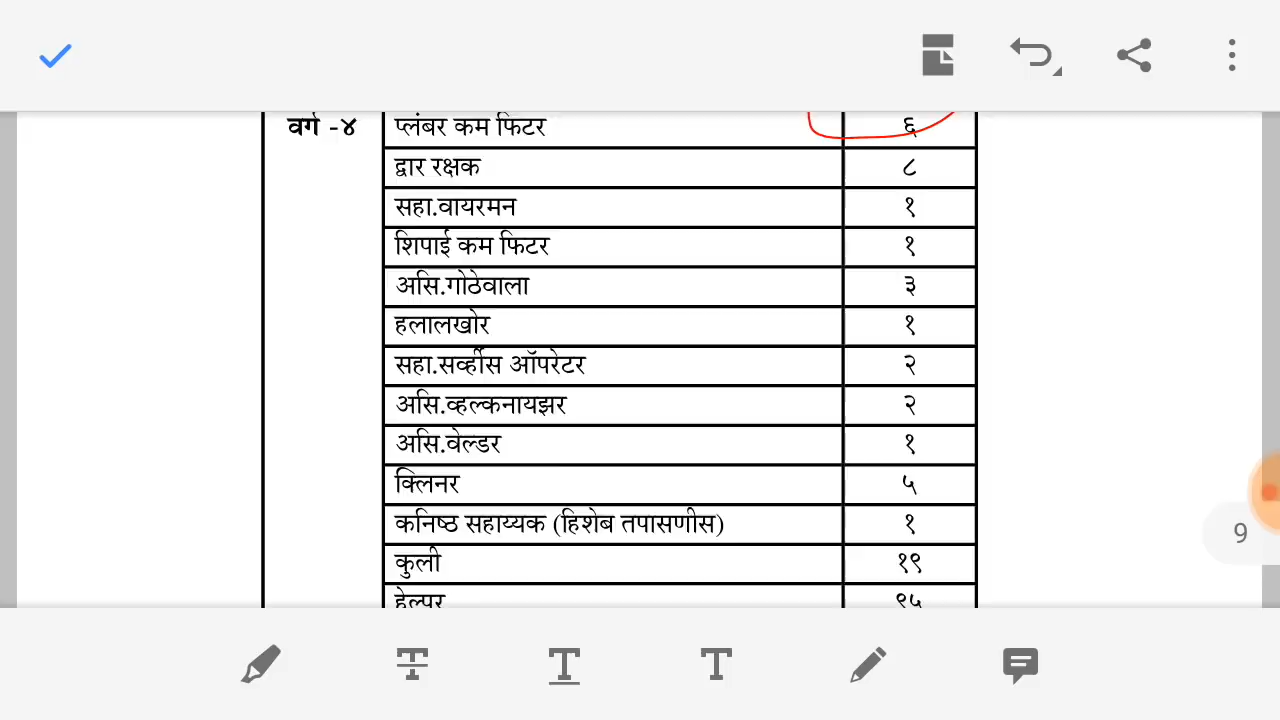 वर्ग -४ प्लंबर कम फिटर ६
द्वार रक्षक ८
सहा.वायरमन १
शिपाई कम फिटर १
असि.गोठेवाला ३
हलालखोर १
सहा.सर्व्हीस ऑपरेटर २
असि.व्हल्कनायझर २
असि.वेल्डर १
क्लिनर ५
कनिष्ठ सहाय्यक (हिशेब तपासणीस) १
कुली १९
हेल्पर ९५
9